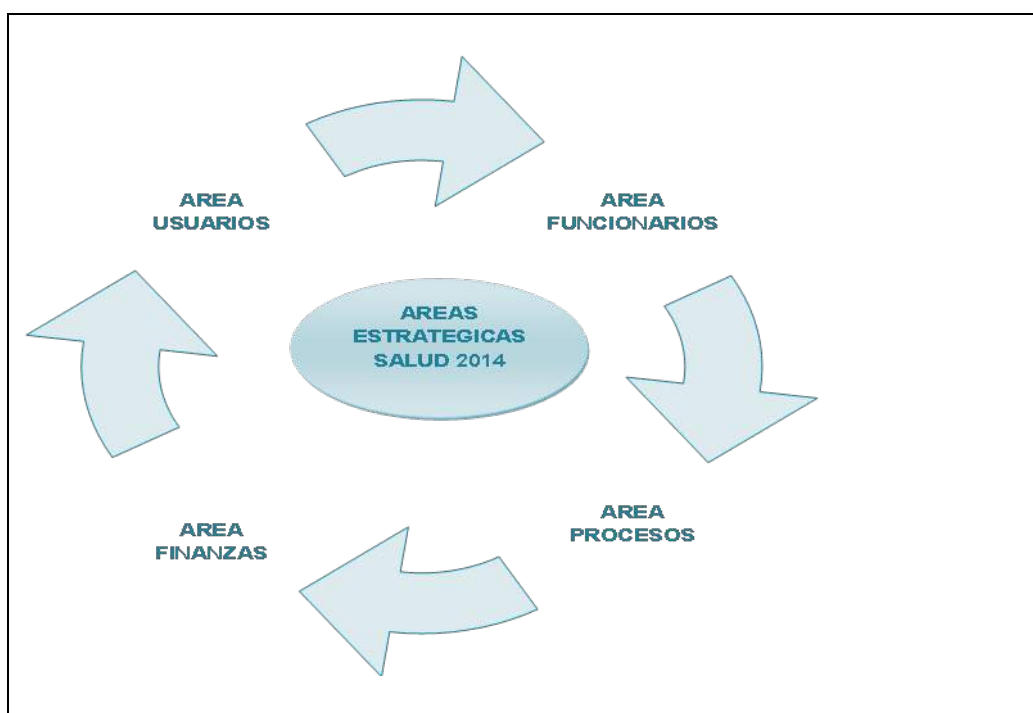 AREA
USUARIOS
AREA
FUNCIONARIOS
AREAS
ESTRATEGICAS
SALUD 2014
AREA
FINANZAS
AREA
PROCESOS